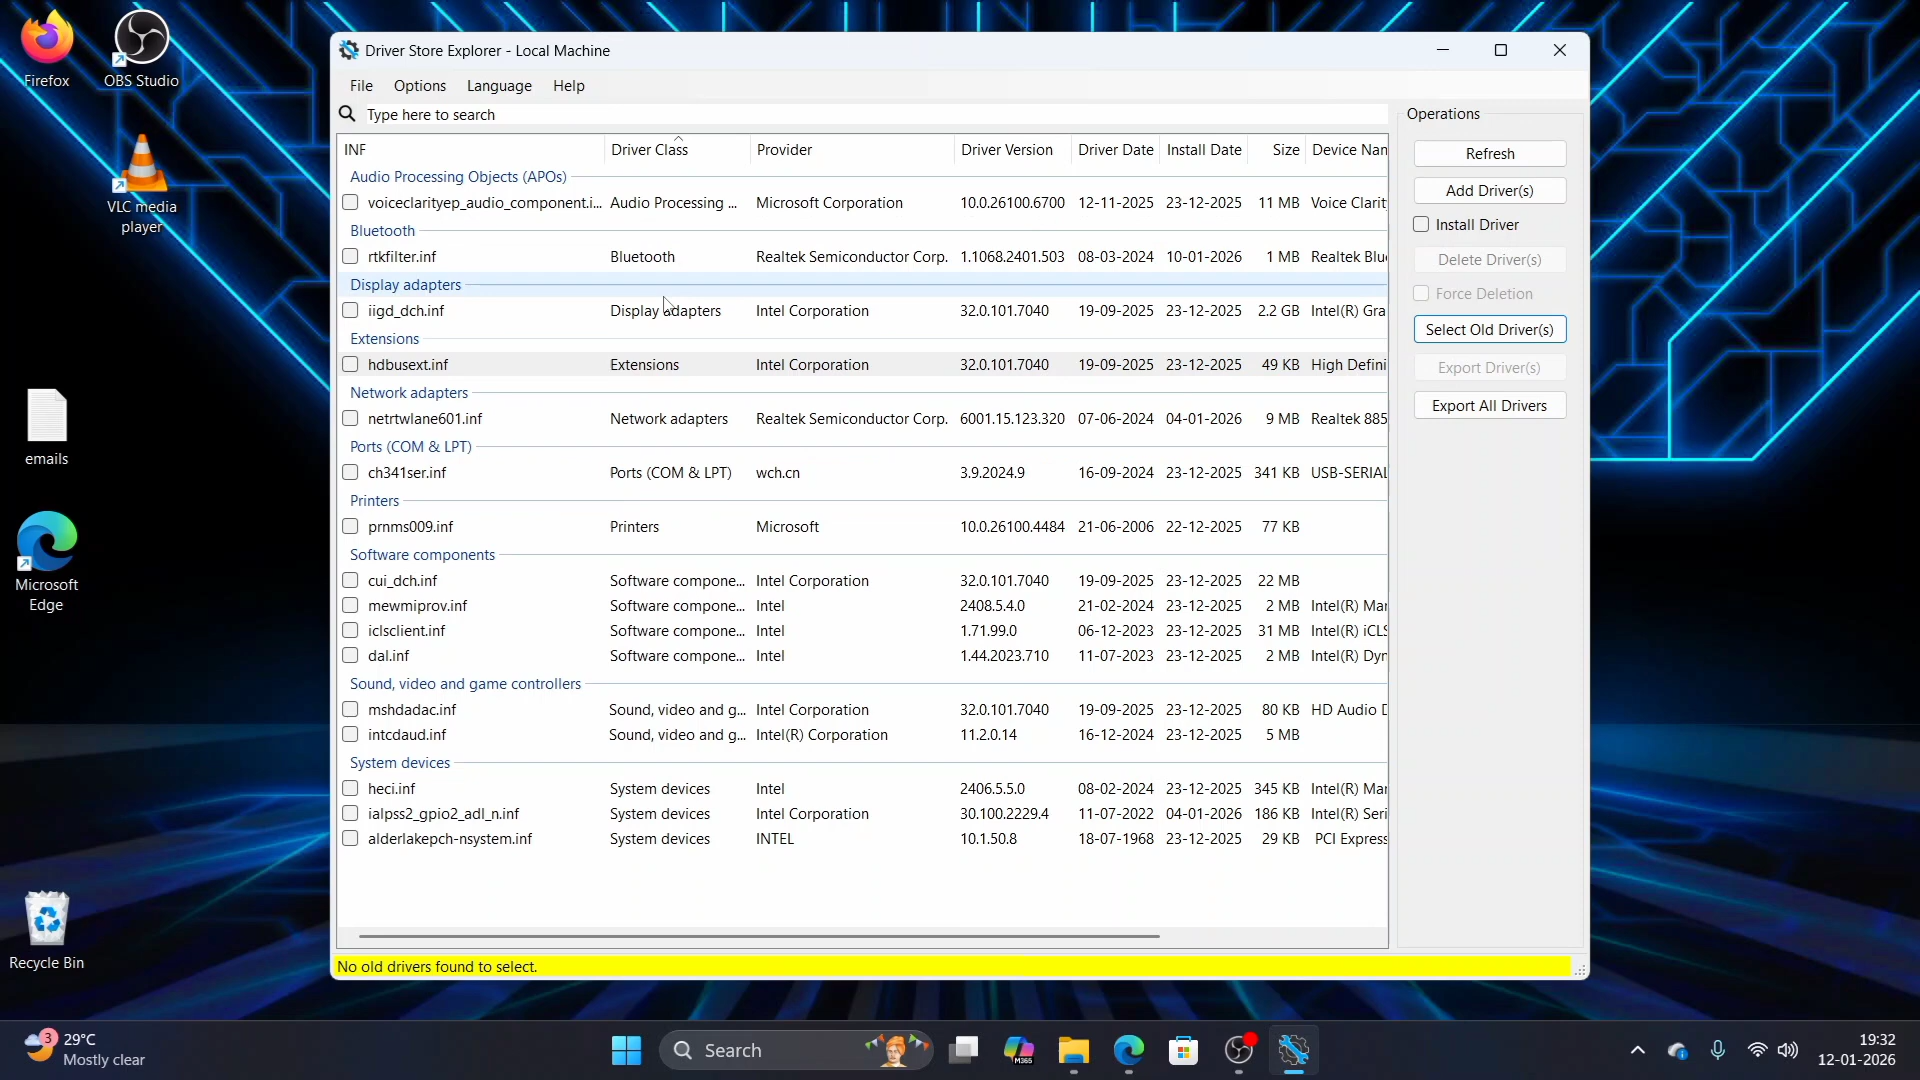 Firefox
OBS Studio
VLC media
player
emails
Microsoft
Edge
Recycle Bin
Driver Store Explorer - Local Machine
File Options Language Help
Type here to search
INF Driver Class Provider Driver Version Driver Date Install Date Size Device Nan
Audio Processing Objects (APOs)
voiceclarityep_audio_component.i... Audio Processing ... Microsoft Corporation 10.0.26100.6700 12-11-2025 23-12-2025 11 MB Voice Clarity
Bluetooth
rtkfilter.inf Bluetooth Realtek Semiconductor Corp. 1.1068.2401.503 08-03-2024 10-01-2026 1 MB Realtek Blu
Display adapters
iigd_dch.inf Display adapters Intel Corporation 32.0.101.7040 19-09-2025 23-12-2025 2.2 GB Intel(R) Gra
Extensions
hdbusext.inf Extensions Intel Corporation 32.0.101.7040 19-09-2025 23-12-2025 49 KB High Defini
Network adapters
netrtwlane601.inf Network adapters Realtek Semiconductor Corp. 6001.15.123.320 07-06-2024 04-01-2026 9 MB Realtek 885
Ports (COM & LPT)
ch341ser.inf Ports (COM & LPT) wch.cn 3.9.2024.9 16-09-2024 23-12-2025 341 KB USB-SERIAL
Printers
prnms009.inf Printers Microsoft 10.0.26100.4484 21-06-2006 22-12-2025 77 KB
Software components
cui_dch.inf Software compone... Intel Corporation 32.0.101.7040 19-09-2025 23-12-2025 22 MB
mewmiprov.inf Software compone... Intel 2408.5.4.0 21-02-2024 23-12-2025 2 MB Intel(R) Mar
iclsclient.inf Software compone... Intel 1.71.99.0 06-12-2023 23-12-2025 31 MB Intel(R) iCLS
dal.inf Software compone... Intel 1.44.2023.710 11-07-2023 23-12-2025 2 MB Intel(R) Dyn
Sound, video and game controllers
mshdadac.inf Sound, video and g... Intel Corporation 32.0.101.7040 19-09-2025 23-12-2025 80 KB HD Audio D
intcdaud.inf Sound, video and g... Intel(R) Corporation 11.2.0.14 16-12-2024 23-12-2025 5 MB
System devices
heci.inf System devices Intel 2406.5.5.0 08-02-2024 23-12-2025 345 KB Intel(R) Mar
ialpss2_gpio2_adl_n.inf System devices Intel Corporation 30.100.2229.4 11-07-2022 04-01-2026 186 KB Intel(R) Seri
alderlakepch-nsystem.inf System devices INTEL 10.1.50.8 18-07-1968 23-12-2025 29 KB PCI Express
No old drivers found to select.
Operations
Refresh
Add Driver(s)
Install Driver
Delete Driver(s)
Force Deletion
Select Old Driver(s)
Export Driver(s)
Export All Drivers
3
29°C
Mostly clear
Search
M365
19:32
12-01-2026